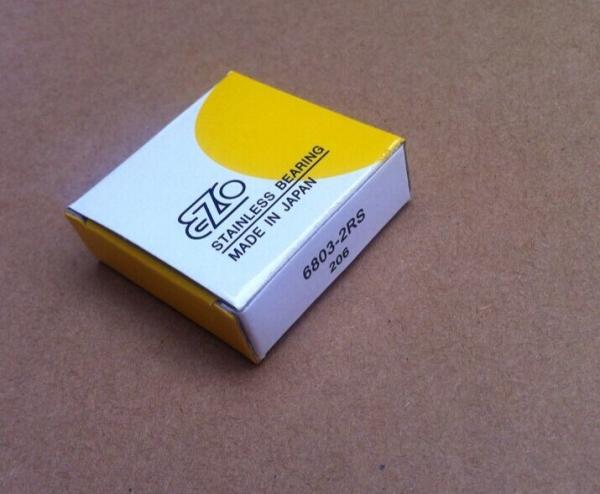 EZO
STAINLESS BEARING
MADE IN JAPAN
6803-2RS
206